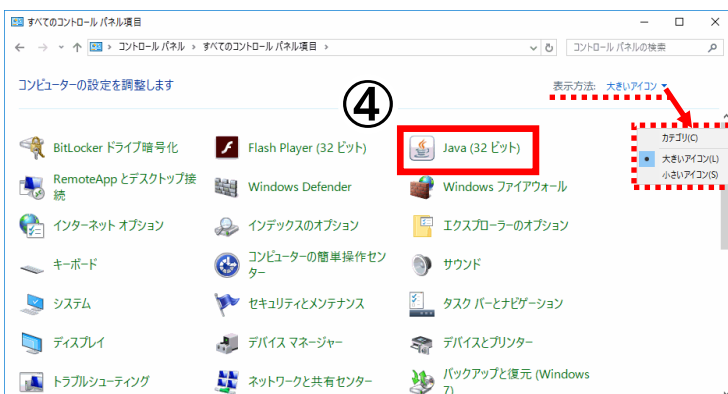 すべてのコントロール パネル項目
コントロール パネル › すべてのコントロール パネル項目 ›
コントロール パネルの検索
コンピューターの設定を調整します
表示方法: 大きいアイコン
④
カテゴリ(C)
大きいアイコン(L)
小さいアイコン(S)
BitLocker ドライブ暗号化
Flash Player (32 ビット)
Java (32 ビット)
RemoteApp とデスクトップ接
続
Windows Defender
Windows ファイアウォール
インターネット オプション
インデックスのオプション
エクスプローラーのオプション
キーボード
コンピューターの簡単操作セン
ター
サウンド
システム
セキュリティとメンテナンス
タスク バーとナビゲーション
ディスプレイ
デバイス マネージャー
デバイスとプリンター
トラブルシューティング
ネットワークと共有センター
バックアップと復元 (Windows
7)